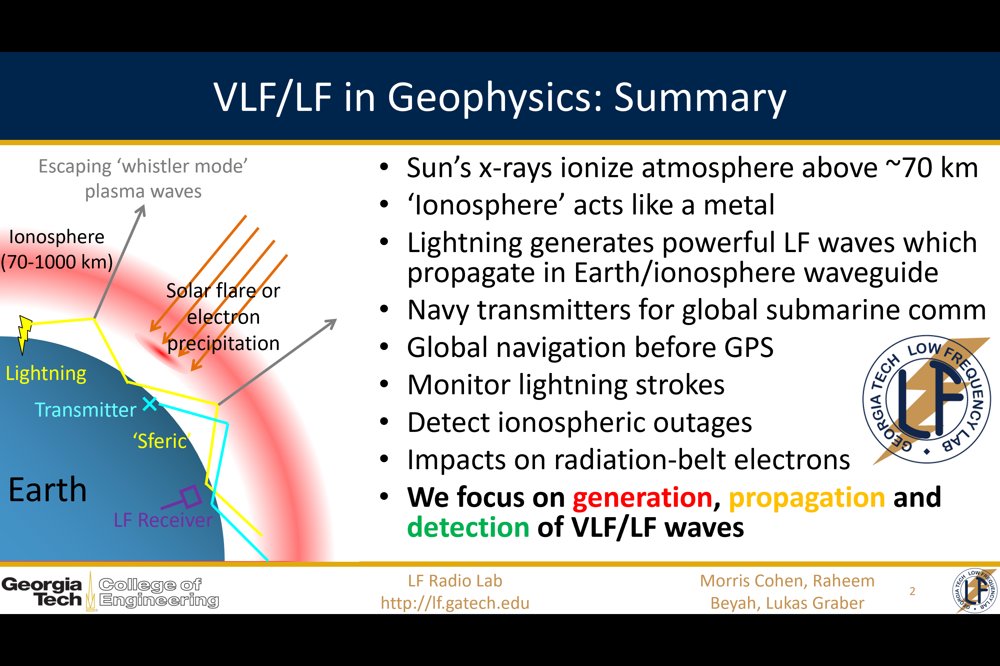 VLF/LF in Geophysics: Summary
Escaping ‘whistler mode’
plasma waves
Ionosphere
(70-1000 km)
Solar flare or
electron
precipitation
Lightning
Transmitter
‘Sferic’
Earth
LF Receiver
• Sun’s x-rays ionize atmosphere above ~70 km
• ‘Ionosphere’ acts like a metal
• Lightning generates powerful LF waves which
propagate in Earth/ionosphere waveguide
• Navy transmitters for global submarine comm
• Global navigation before GPS
• Monitor lightning strokes
• Detect ionospheric outages
• Impacts on radiation-belt electrons
• We focus on generation, propagation and
detection of VLF/LF waves
GEORGIA TECH LOW FREQUENCY LAB
LF
Georgia
Tech
College of
Engineering
LF Radio Lab
http://lf.gatech.edu
Morris Cohen, Raheem
Beyah, Lukas Graber
2
GEORGIA TECH LOW FREQUENCY LAB
LF